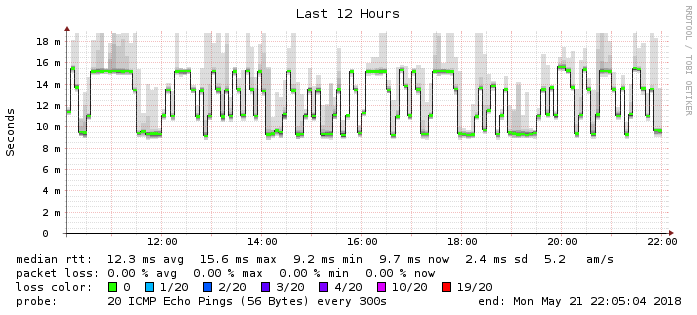 Last 12 Hours
RRDTOOL / TOBI OETIKER
Seconds
18 m
16 m
14 m
12 m
10 m
8 m
6 m
4 m
2 m
0
12:00 14:00 16:00 18:00 20:00 22:00
median rtt: 12.3 ms avg 15.6 ms max 9.2 ms min 9.7 ms now 2.4 ms sd 5.2 am/s
packet loss: 0.00 % avg 0.00 % max 0.00 % min 0.00 % now
loss color: 0 1/20 2/20 3/20 4/20 10/20 19/20
probe: 20 ICMP Echo Pings (56 Bytes) every 300s end: Mon May 21 22:05:04 2018